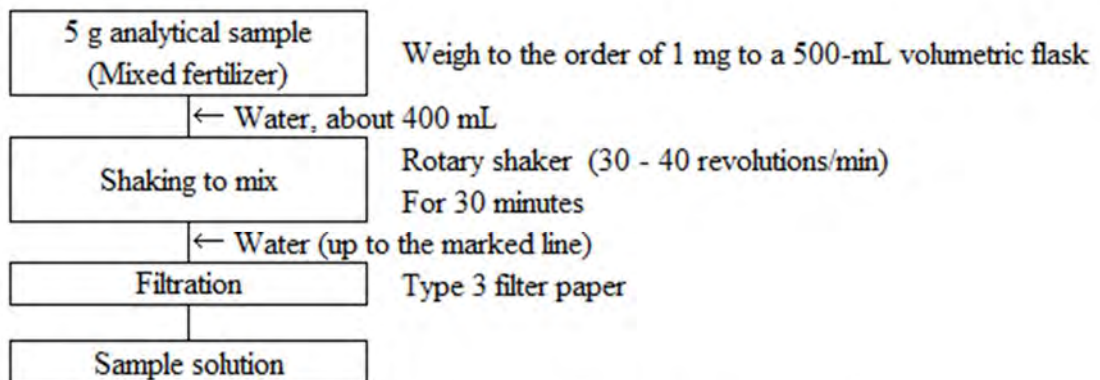 5 g analytical sample
(Mixed fertilizer)
Weigh to the order of 1 mg to a 500-mL volumetric flask
← Water, about 400 mL
Shaking to mix
Rotary shaker (30 - 40 revolutions/min)
For 30 minutes
← Water (up to the marked line)
Filtration
Type 3 filter paper
Sample solution